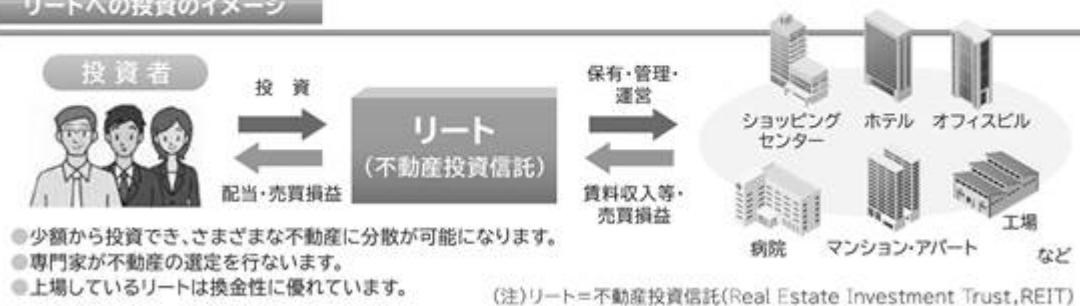 リートへの投資のイメージ
投資者
投 資
配当・売買損益
リート
(不動産投資信託)
保有・管理・
運営
賃料収入等・
売買損益
ショッピング
センター
ホテル
オフィスビル
病院
マンション・アパート
工場
など
●少額から投資でき、さまざまな不動産に分散が可能になります。
●専門家が不動産の選定を行ないます。
●上場しているリートは換金性に優れています。
(注)リート=不動産投資信託(Real Estate Investment Trust,REIT)